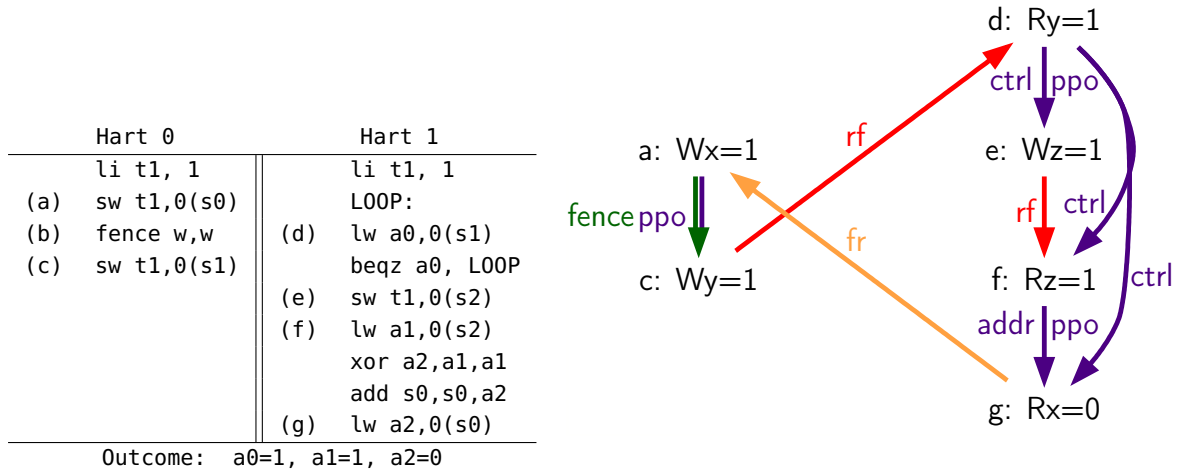 Hart 0 Hart 1
li t1, 1 li t1, 1
(a) sw t1,0(s0) LOOP:
(b) fence w,w (d) lw a0,0(s1)
(c) sw t1,0(s1) beqz a0, LOOP
(e) sw t1,0(s2)
(f) lw a1,0(s2)
xor a2,a1,a1
add s0,s0,a2
(g) lw a2,0(s0)
Outcome: a0=1, a1=1, a2=0
d: Ry=1
ctrl ppo
rf
a: Wx=1 e: Wz=1
fence ppo rf ctrl
fr
c: Wy=1 f: Rz=1 ctrl
addr ppo
g: Rx=0